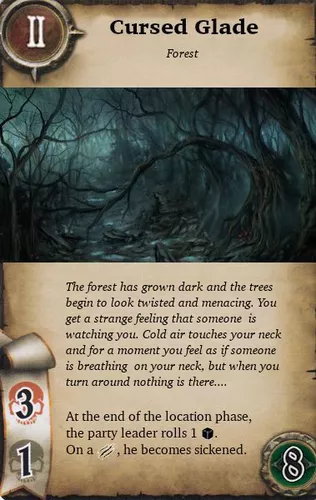 II
Cursed Glade
Forest
The forest has grown dark and the trees
begin to look twisted and menacing. You
get a strange feeling that someone is
watching you. Cold air touches your neck
and for a moment you feel as if someone
is breathing on your neck, but when you
turn around nothing is there....
At the end of the location phase,
the party leader rolls 1 .
On a , he becomes sickened.
3
1
8